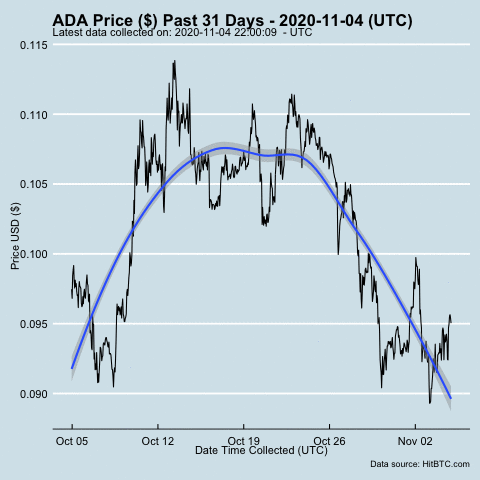 ADA Price ($) Past 31 Days - 2020-11-04 (UTC)
Latest data collected on: 2020-11-04 22:00:09  - UTC
0.115
0.110
0.105
0.100
0.095
0.090
Price USD ($)
Oct 05
Oct 12
Oct 19
Oct 26
Nov 02
Date Time Collected (UTC)
Data source: HitBTC.com